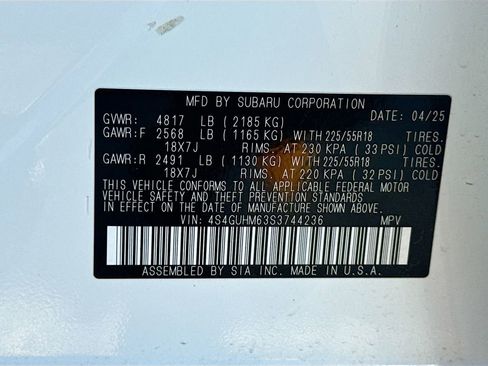 MFD BY SUBARU CORPORATION
DATE: 04/25
GVWR: 4817 LB (2185 KG)
GAWR:F 2568 LB (1165 KG) WITH 225/55R18 TIRES.
18X7J RIMS. AT 230 KPA (33 PSI) COLD
GAWR:R 2491 LB (1130 KG) WITH 225/55R18 TIRES.
18X7J RIMS. AT 220 KPA (32 PSI) COLD
THIS VEHICLE CONFORMS TO ALL APPLICABLE FEDERAL MOTOR
VEHICLE SAFETY AND THEFT PREVENTION STANDARDS
IN EFFECT ON THE DATE OF MANUFACTURE SHOWN ABOVE.
VIN: 4S4GUHM63S3744236 MPV
ASSEMBLED BY SIA INC. MADE IN U.S.A.